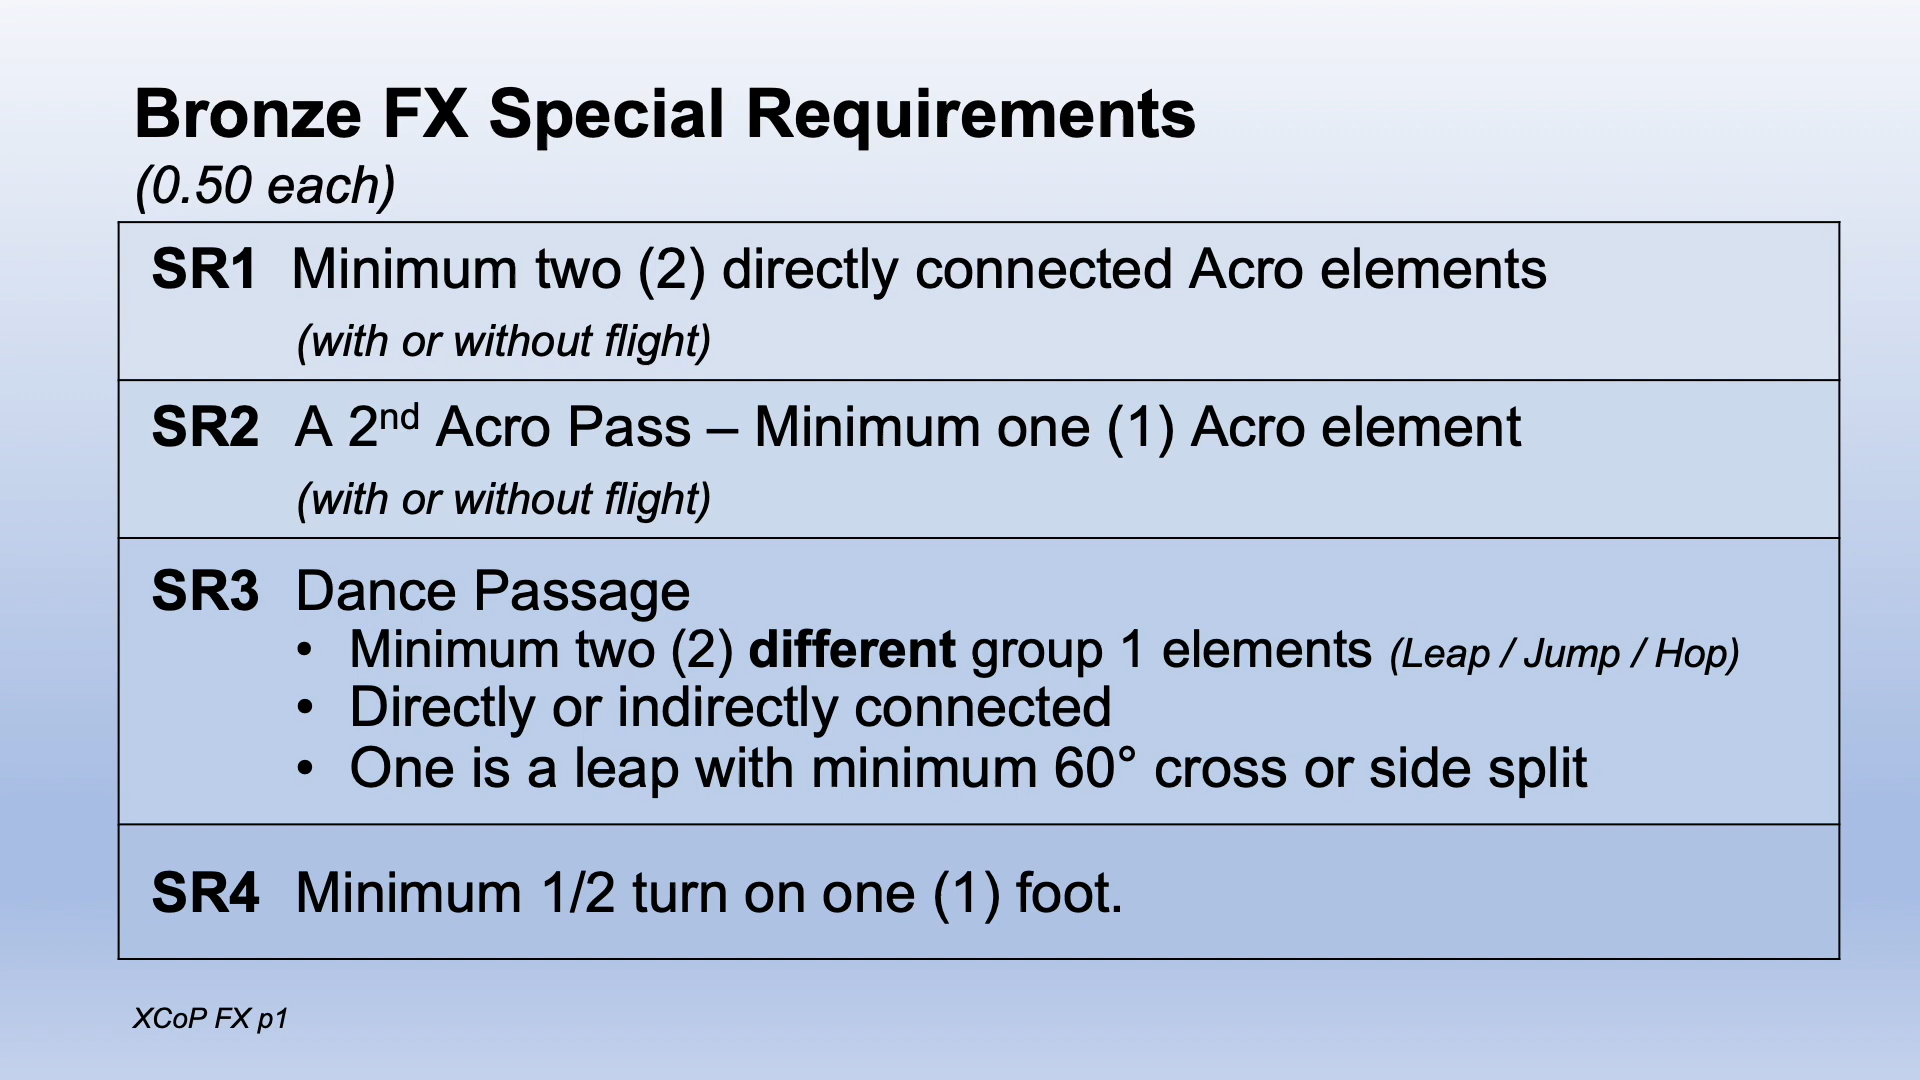 Bronze FX Special Requirements
(0.50 each)
SR1 Minimum two (2) directly connected Acro elements
(with or without flight)
SR2 A 2nd Acro Pass – Minimum one (1) Acro element
(with or without flight)
SR3 Dance Passage
• Minimum two (2) different group 1 elements (Leap / Jump / Hop)
• Directly or indirectly connected
• One is a leap with minimum 60° cross or side split
SR4 Minimum 1/2 turn on one (1) foot.
XCoP FX p1